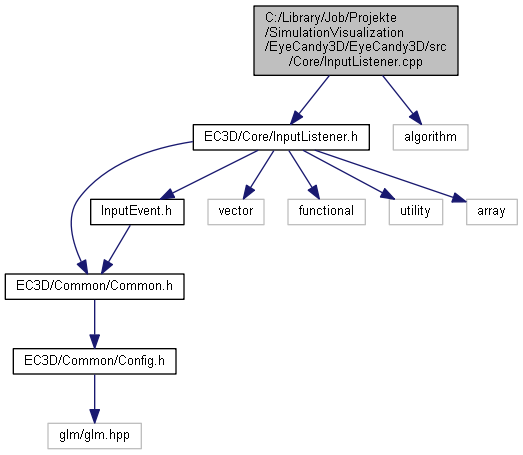 C:/Library/Job/Projekte
/SimulationVisualization
/EyeCandy3D/EyeCandy3D/src
/Core/InputListener.cpp
EC3D/Core/InputListener.h
algorithm
InputEvent.h
vector
functional
utility
array
EC3D/Common/Common.h
EC3D/Common/Config.h
glm/glm.hpp